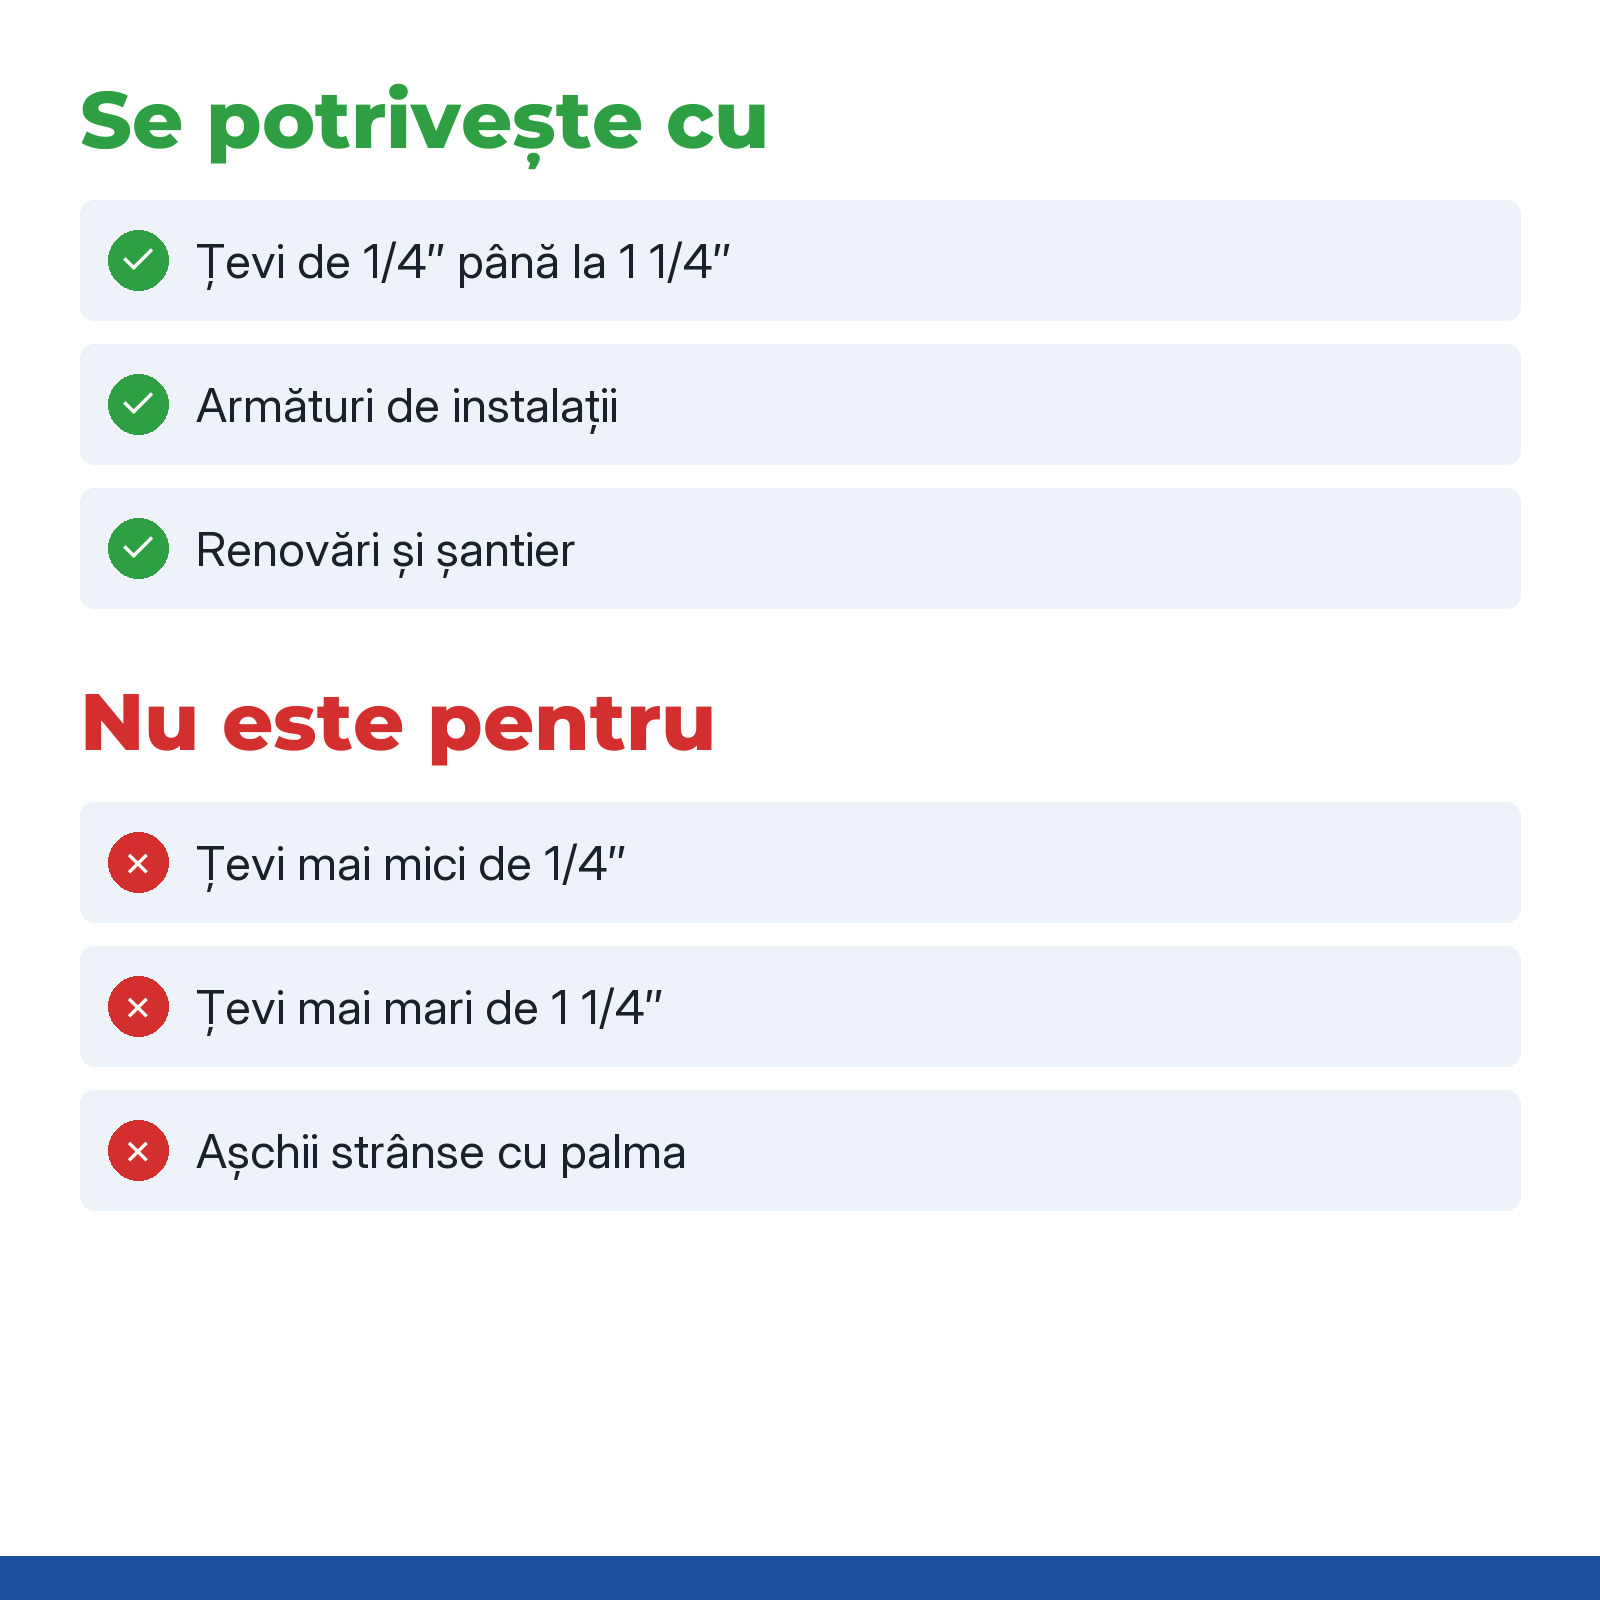 Se potrivește cu
Țevi de 1/4″ până la 1 1/4″
Armături de instalații
Renovări și șantier
Nu este pentru
Țevi mai mici de 1/4″
Țevi mai mari de 1 1/4″
Așchii strânse cu palma